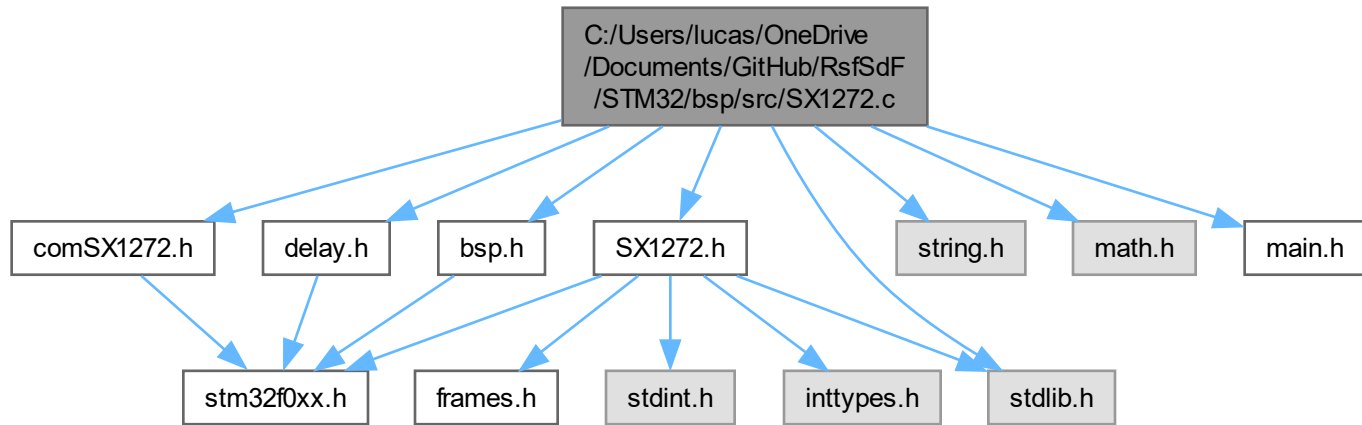 C:/Users/lucas/OneDrive
/Documents/GitHub/RsfSdF
/STM32/bsp/src/SX1272.c
comSX1272.h
delay.h
bsp.h
SX1272.h
string.h
math.h
main.h
stm32f0xx.h
frames.h
stdint.h
inttypes.h
stdlib.h